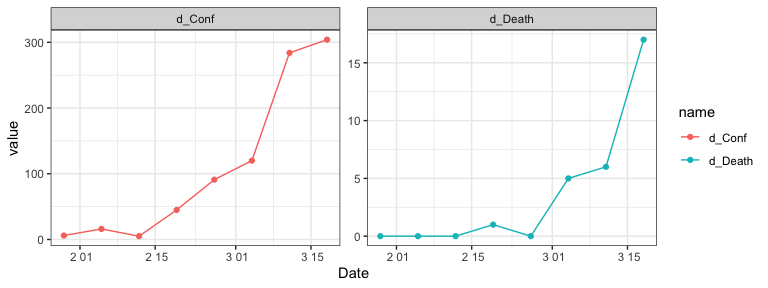 d_Conf
d_Death
300
200
100
0
value
15
10
5
0
2 01
2 15
3 01
3 15
2 01
2 15
3 01
3 15
Date
name
d_Conf
d_Death